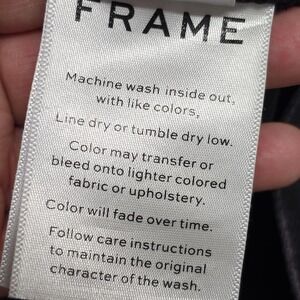 FRAME
Machine wash inside out,
with like colors,
Line dry or tumble dry low.
Color may transfer or
bleed onto lighter colored
fabric or upholstery.
Color will fade over time.
Follow care instructions
to maintain the original
character of the wash.